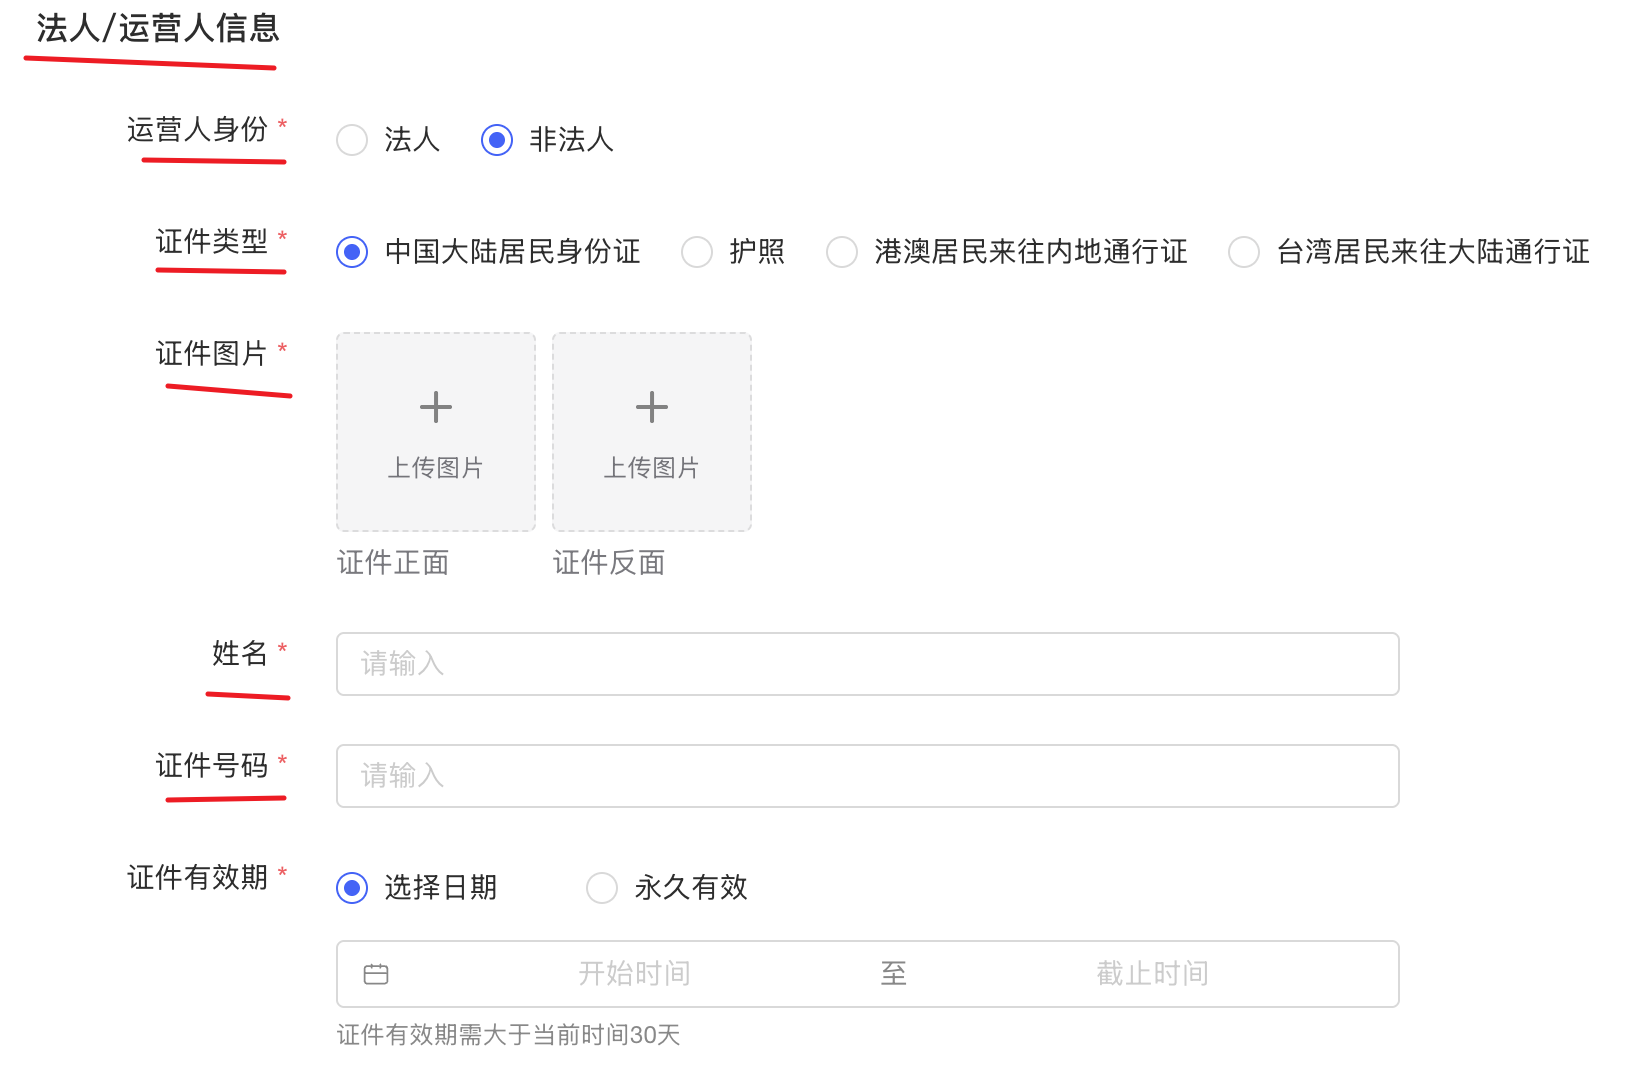 法人/运营人信息
运营人身份 * 法人 非法人
证件类型 * 中国大陆居民身份证 护照 港澳居民来往内地通行证 台湾居民来往大陆通行证
证件图片 *
上传图片 上传图片
证件正面 证件反面
姓名 * 请输入
证件号码 * 请输入
证件有效期 * 选择日期 永久有效
开始时间 至 截止时间
证件有效期需大于当前时间30天